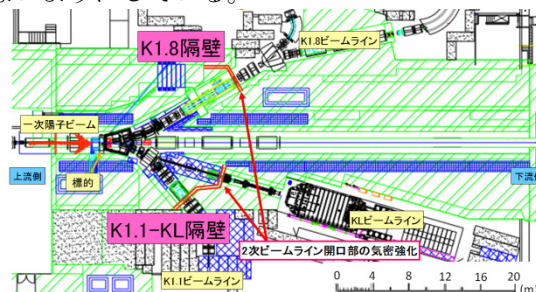 K1.8隔壁
K1.8ビームライン
一次陽子ビーム
上流側
標的
下流側
KLビームライン
K1.1-KL隔壁
2次ビームライン開口部の気密強化
K1.1ビームライン
0 4 8 12 16 20
(m)